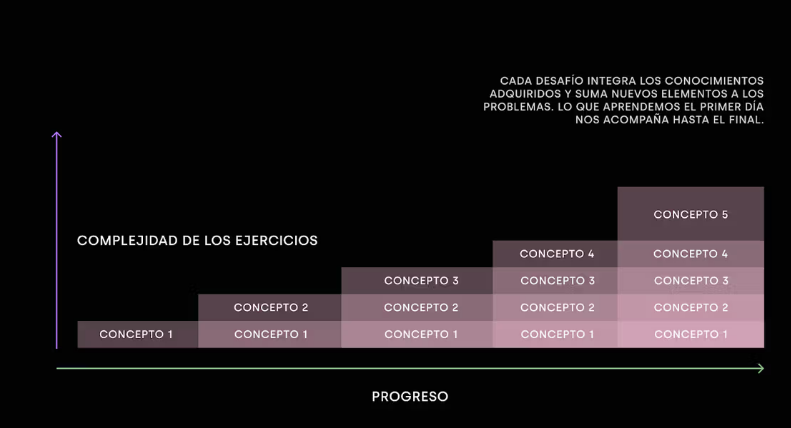 CADA DESAFÍO INTEGRA LOS CONOCIMIENTOS
ADQUIRIDOS Y SUMA NUEVOS ELEMENTOS A LOS
PROBLEMAS. LO QUE APRENDEMOS EL PRIMER DÍA
NOS ACOMPAÑA HASTA EL FINAL.
COMPLEJIDAD DE LOS EJERCICIOS
CONCEPTO 5
CONCEPTO 4 CONCEPTO 4
CONCEPTO 3 CONCEPTO 3 CONCEPTO 3
CONCEPTO 2 CONCEPTO 2 CONCEPTO 2 CONCEPTO 2
CONCEPTO 1 CONCEPTO 1 CONCEPTO 1 CONCEPTO 1 CONCEPTO 1
PROGRESO